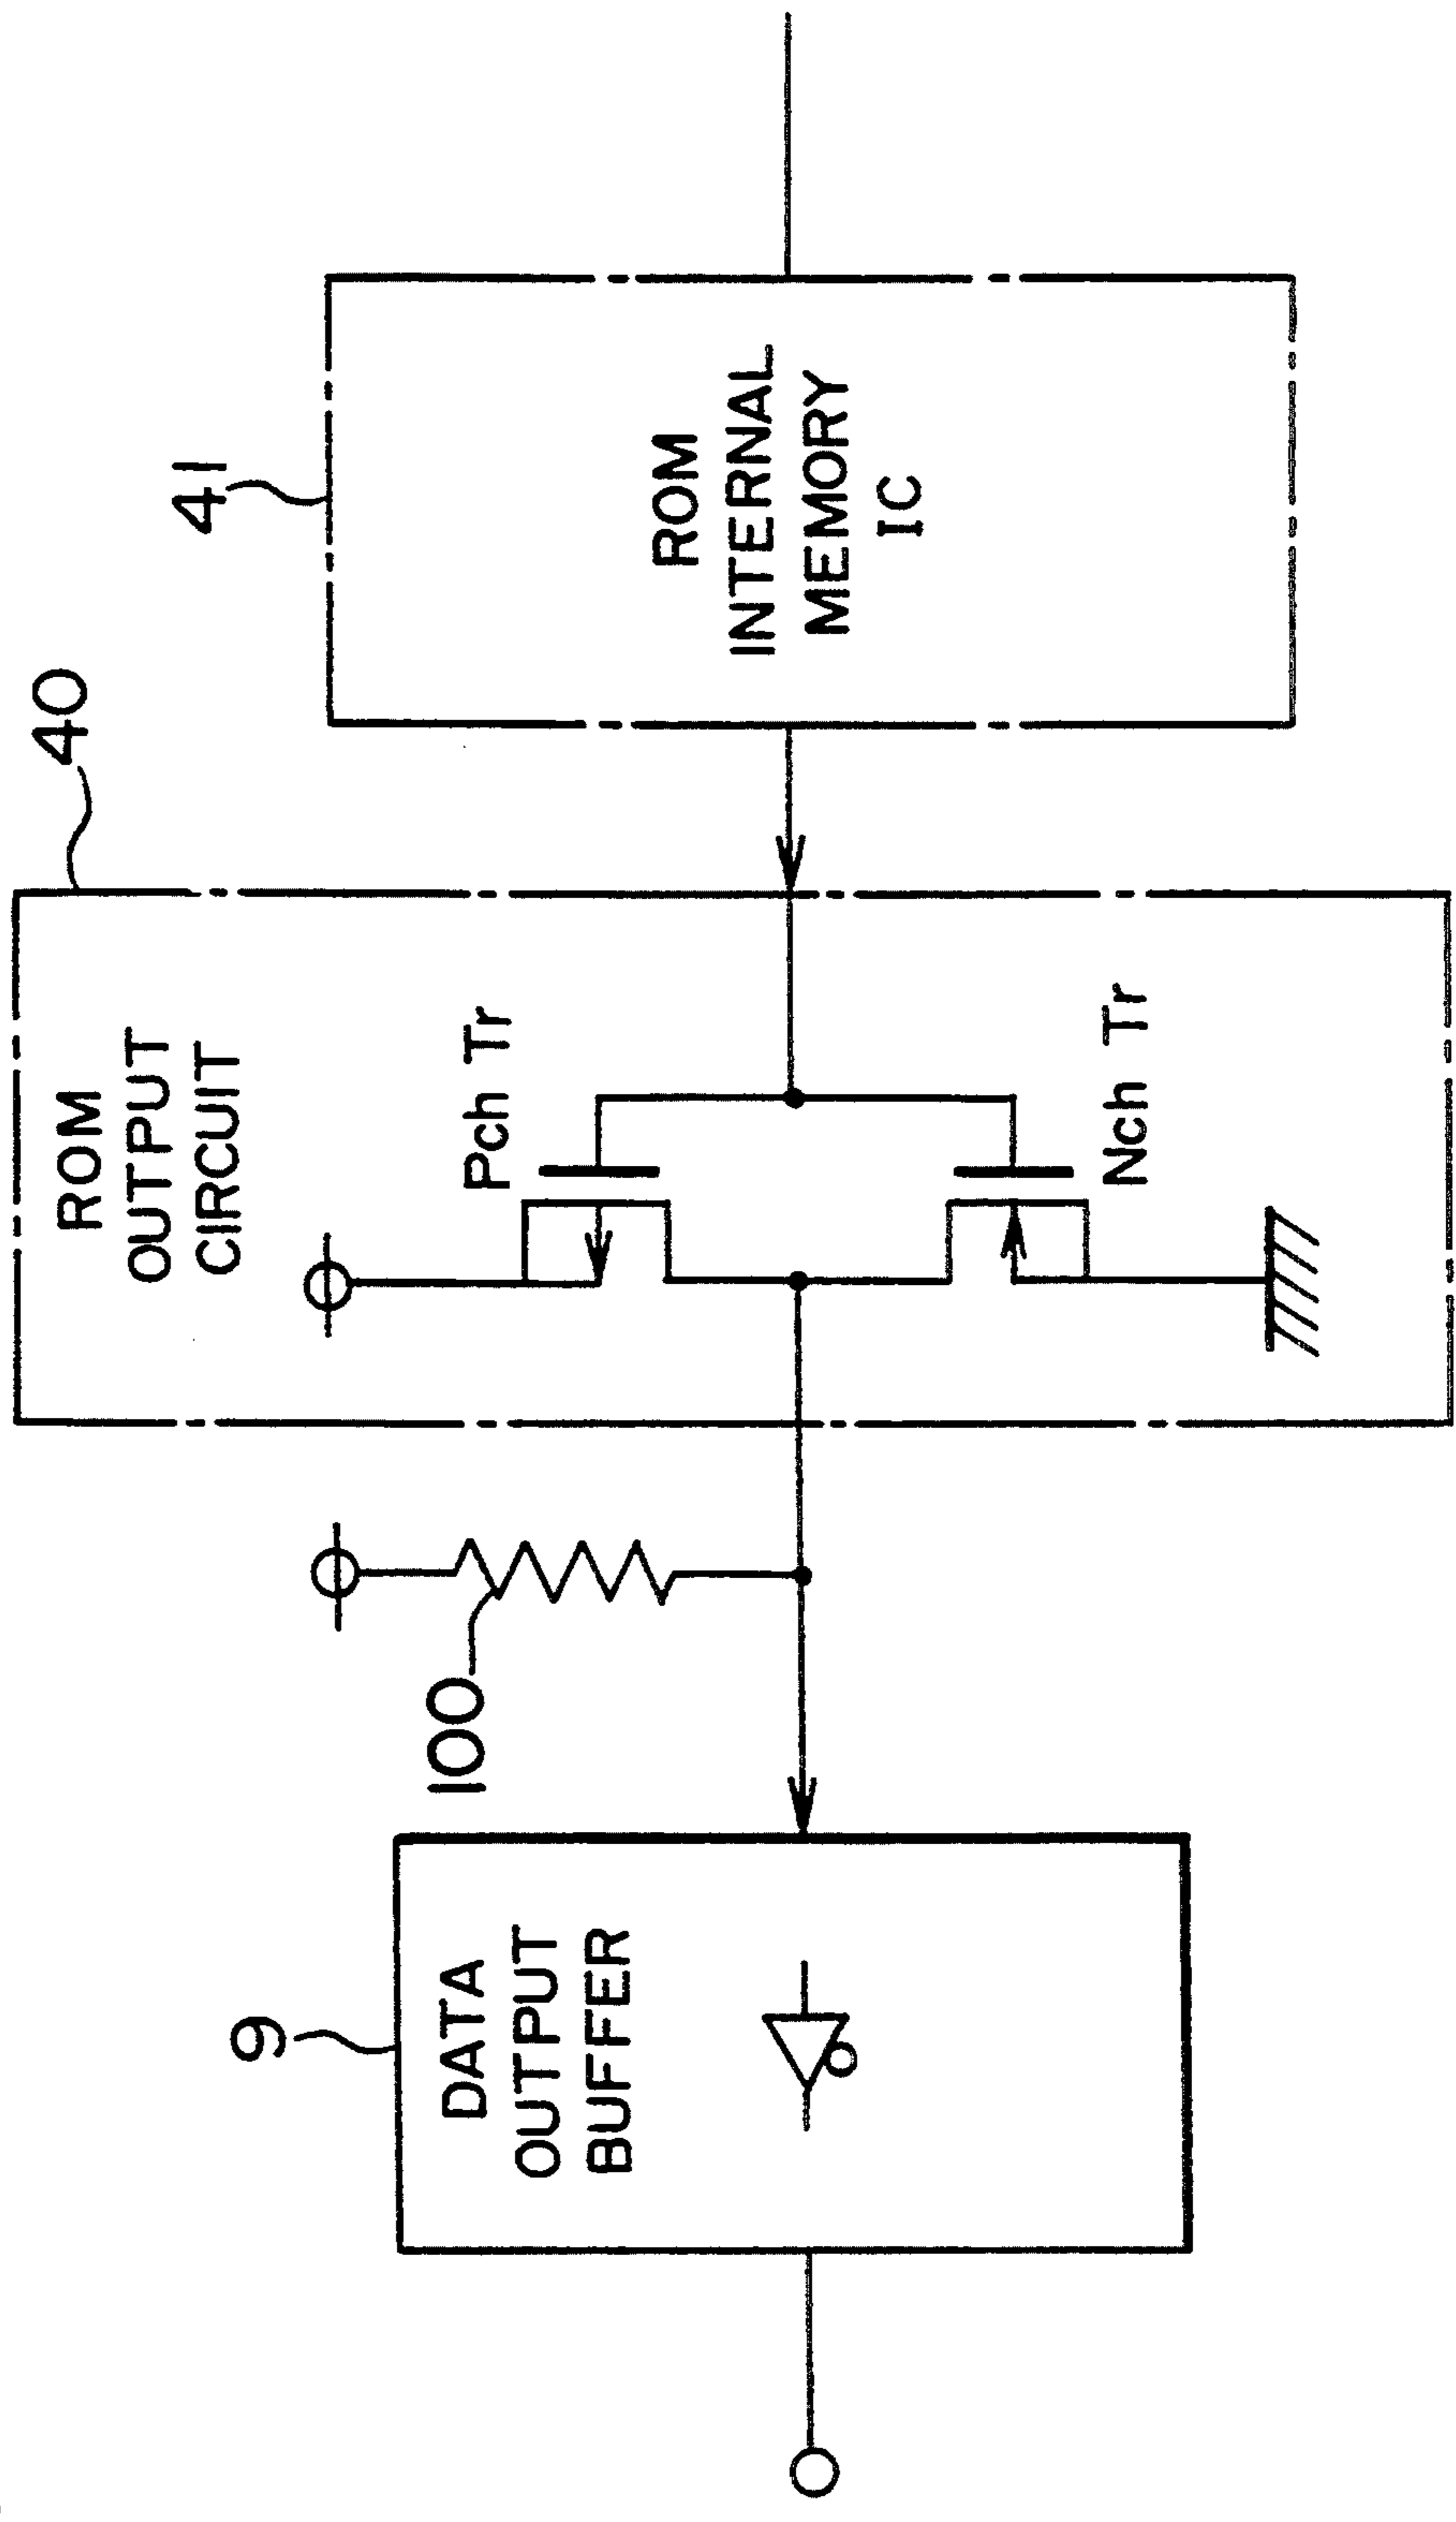 9
DATA
OUTPUT
BUFFER
100
ROM
OUTPUT
CIRCUIT
40
Pch Tr
Nch Tr
41
ROM
INTERNAL
MEMORY
IC